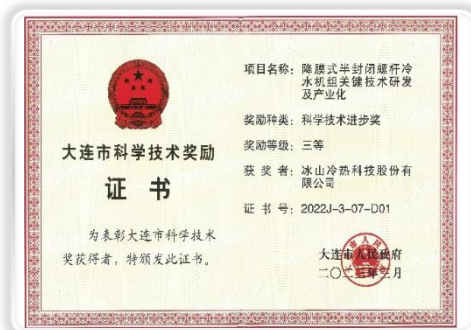 大连市科学技术奖励
证 书
为表彰大连市科学技术
奖获得者，特颁发此证书。
项目名称：降膜式半封闭螺杆冷
水机组关键技术研发
及产业化
奖励种类：科学技术进步奖
奖励等级：三等
获 奖 者：冰山冷热科技股份有
限公司
证 书 号：2022J-3-07-D01
大连市人民政府